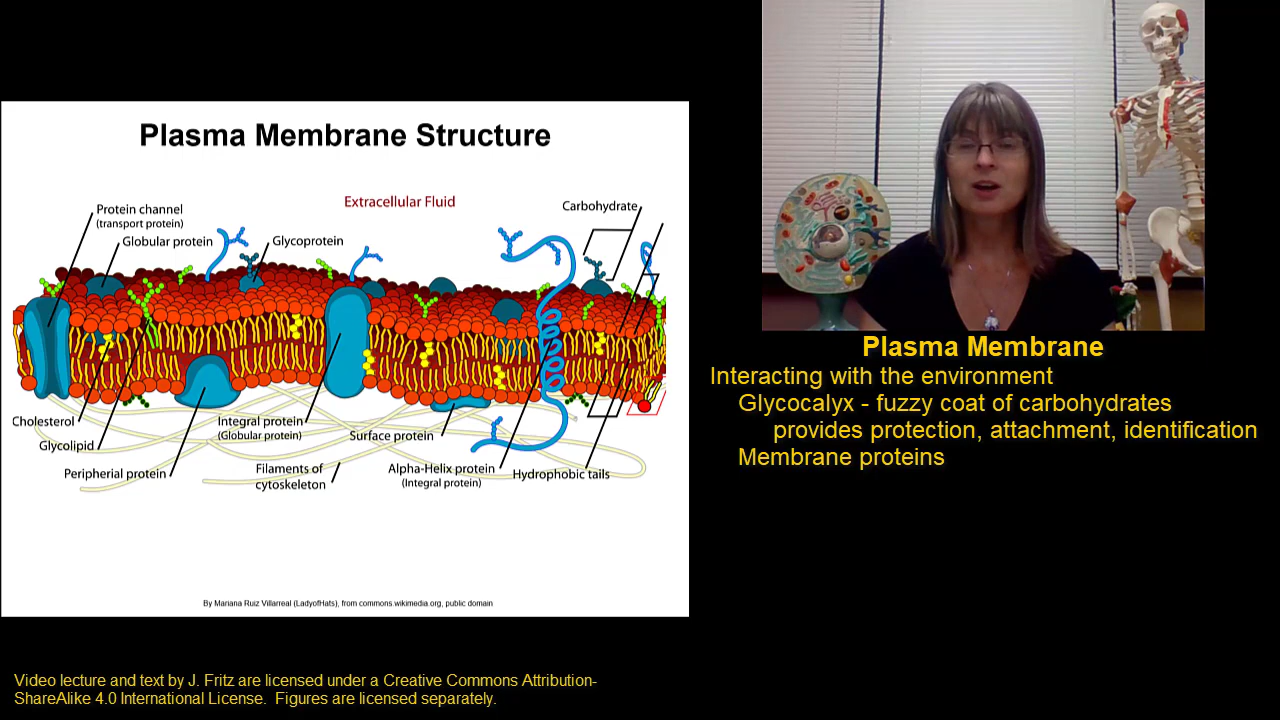 Plasma Membrane Structure
Extracellular Fluid
Carbohydrate
Protein channel
(transport protein)
Globular protein
Glycoprotein
Cholesterol
Glycolipid
Peripherial protein
Integral protein
(Globular protein)
Filaments of
cytoskeleton
Surface protein
Alpha-Helix protein
(Integral protein)
Hydrophobic tails
By Mariana Ruiz Villarreal (LadyofHats), from commons.wikimedia.org, public domain
Plasma Membrane
Interacting with the environment
Glycocalyx - fuzzy coat of carbohydrates
provides protection, attachment, identification
Membrane proteins
Video lecture and text by J. Fritz are licensed under a Creative Commons Attribution-
ShareAlike 4.0 International License.  Figures are licensed separately.